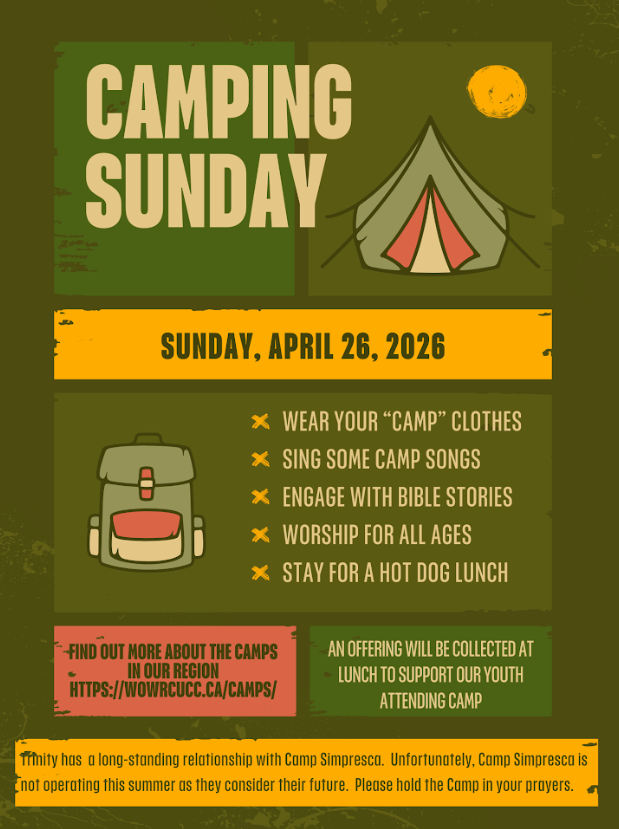 CAMPING
SUNDAY
SUNDAY, APRIL 26, 2026
WEAR YOUR “CAMP” CLOTHES
SING SOME CAMP SONGS
ENGAGE WITH BIBLE STORIES
WORSHIP FOR ALL AGES
STAY FOR A HOT DOG LUNCH
FIND OUT MORE ABOUT THE CAMPS
IN OUR REGION
HTTPS://WOWRCUCC.CA/CAMPS/
AN OFFERING WILL BE COLLECTED AT
LUNCH TO SUPPORT OUR YOUTH
ATTENDING CAMP
Trinity has a long-standing relationship with Camp Simpresca. Unfortunately, Camp Simpresca is
not operating this summer as they consider their future. Please hold the Camp in your prayers.